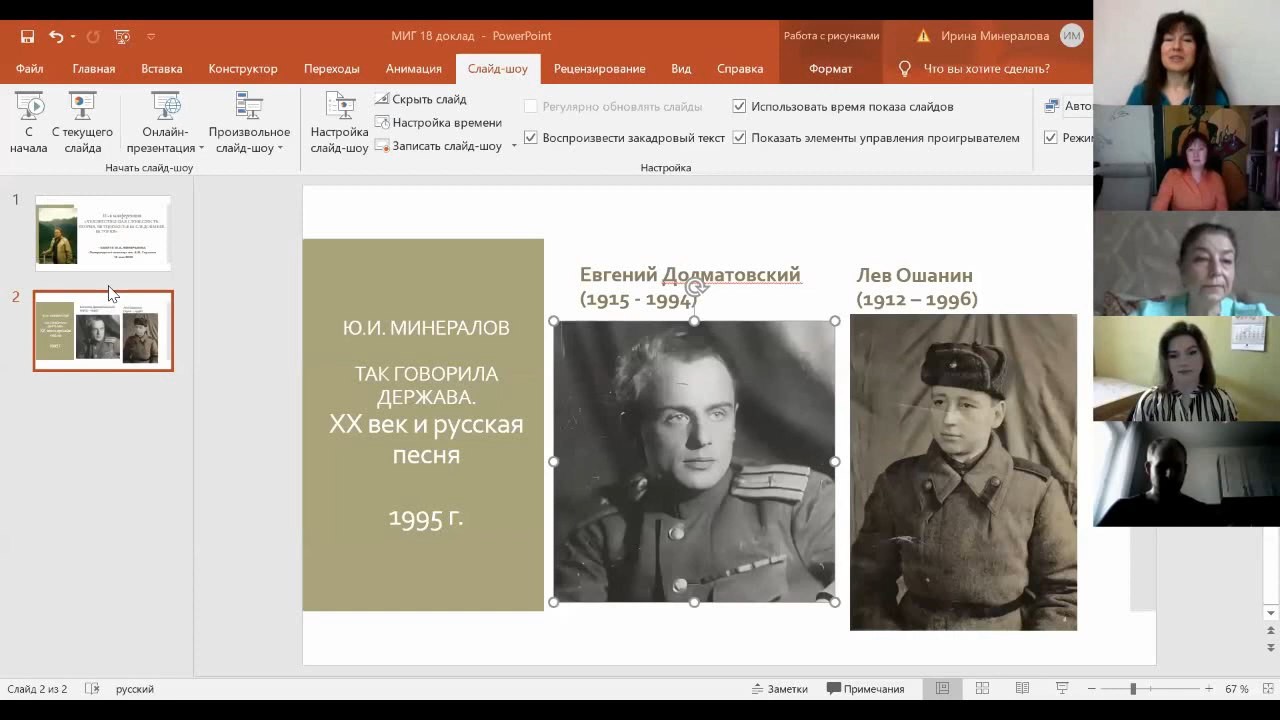 МИГ 18 доклад - PowerPoint
Работа с рисунками
Ирина Минералова
ИМ
Файл
Главная
Вставка
Конструктор
Переходы
Анимация
Слайд-шоу
Рецензирование
Вид
Справка
Формат
Что вы хотите сделать?
С начала
С текущего слайда
Онлайн-презентация
Произвольное слайд-шоу
Начать слайд-шоу
Настройка слайд-шоу
Скрыть слайд
Настройка времени
Записать слайд-шоу
Регулярно обновлять слайды
Воспроизвести закадровый текст
Использовать время показа слайдов
Показать элементы управления проигрывателем
Настройка
Авто
Режи
1
2
Ю.И. МИНЕРАЛОВ
ТАК ГОВОРИЛА
ДЕРЖАВА.
XX век и русская
песня
1995 г.
Евгений Долматовский
(1915 - 1994)
Лев Ошанин
(1912 – 1996)
Слайд 2 из 2
русский
Заметки
Примечания
67 %